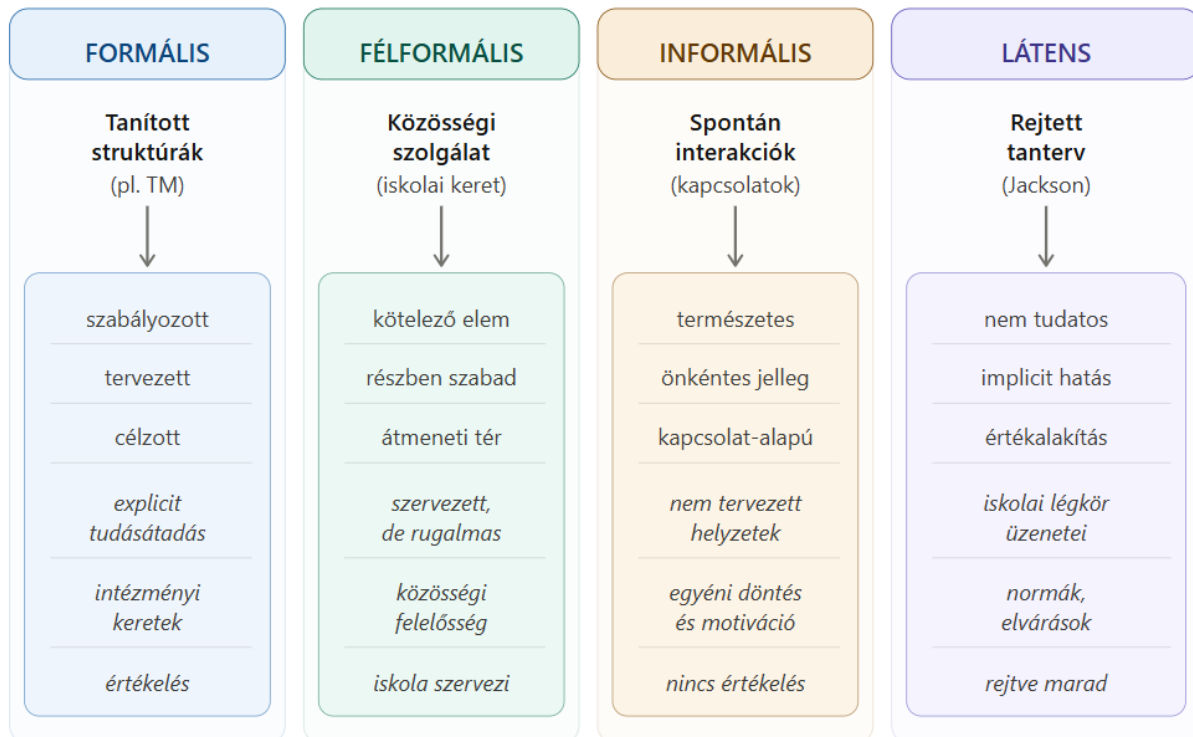 FORMÁLIS
Tanított
struktúrák
(pl. TM)
szabályozott
tervezett
célzott
explicit
tudásátadás
intézményi
keretek
értékelés
FÉLFORMÁLIS
Közösségi
szolgálat
(iskolai keret)
kötelező elem
részben szabad
átmeneti tér
szervezett,
de rugalmas
közösségi
felelősség
iskola szervezi
INFORMÁLIS
Spontán
interakciók
(kapcsolatok)
természetes
önkéntes jelleg
kapcsolat-alapú
nem tervezett
helyzetek
egyéni döntés
és motiváció
nincs értékelés
LÁTENS
Rejtett
tanterv
(Jackson)
nem tudatos
implicit hatás
értékalakítás
iskolai légkör
üzenetei
normák,
elvárások
rejtve marad